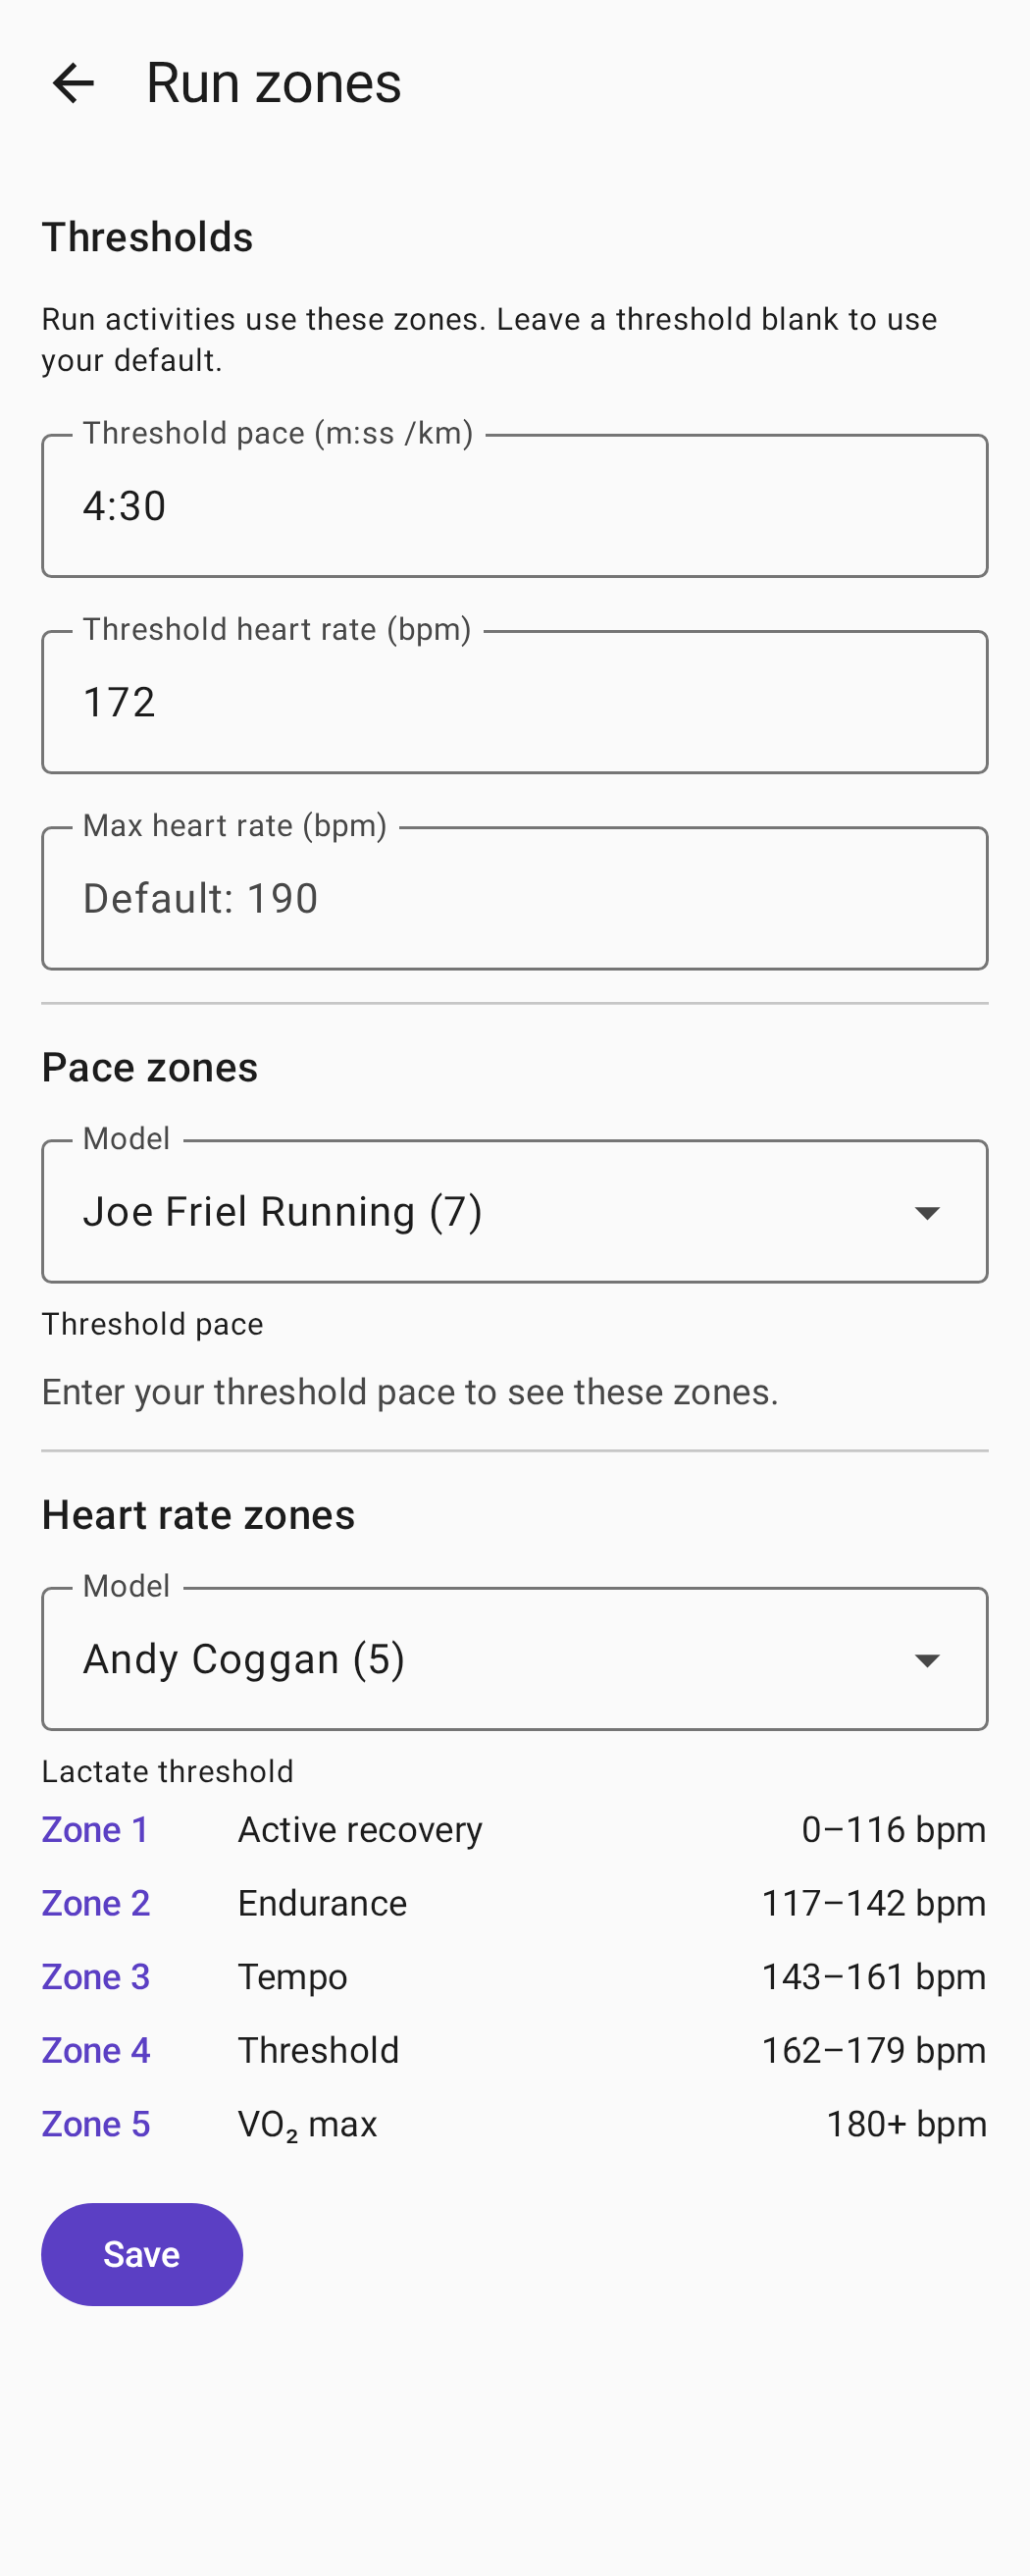 Run zones
Thresholds
Run activities use these zones. Leave a threshold blank to use
your default.
Threshold pace (m:ss /km)
4:30
Threshold heart rate (bpm)
172
Max heart rate (bpm)
Default: 190
Pace zones
Model
Joe Friel Running (7)
Threshold pace
Enter your threshold pace to see these zones.
Heart rate zones
Model
Andy Coggan (5)
Lactate threshold
Zone 1 Active recovery 0–116 bpm
Zone 2 Endurance 117–142 bpm
Zone 3 Tempo 143–161 bpm
Zone 4 Threshold 162–179 bpm
Zone 5 VO₂ max 180+ bpm
Save